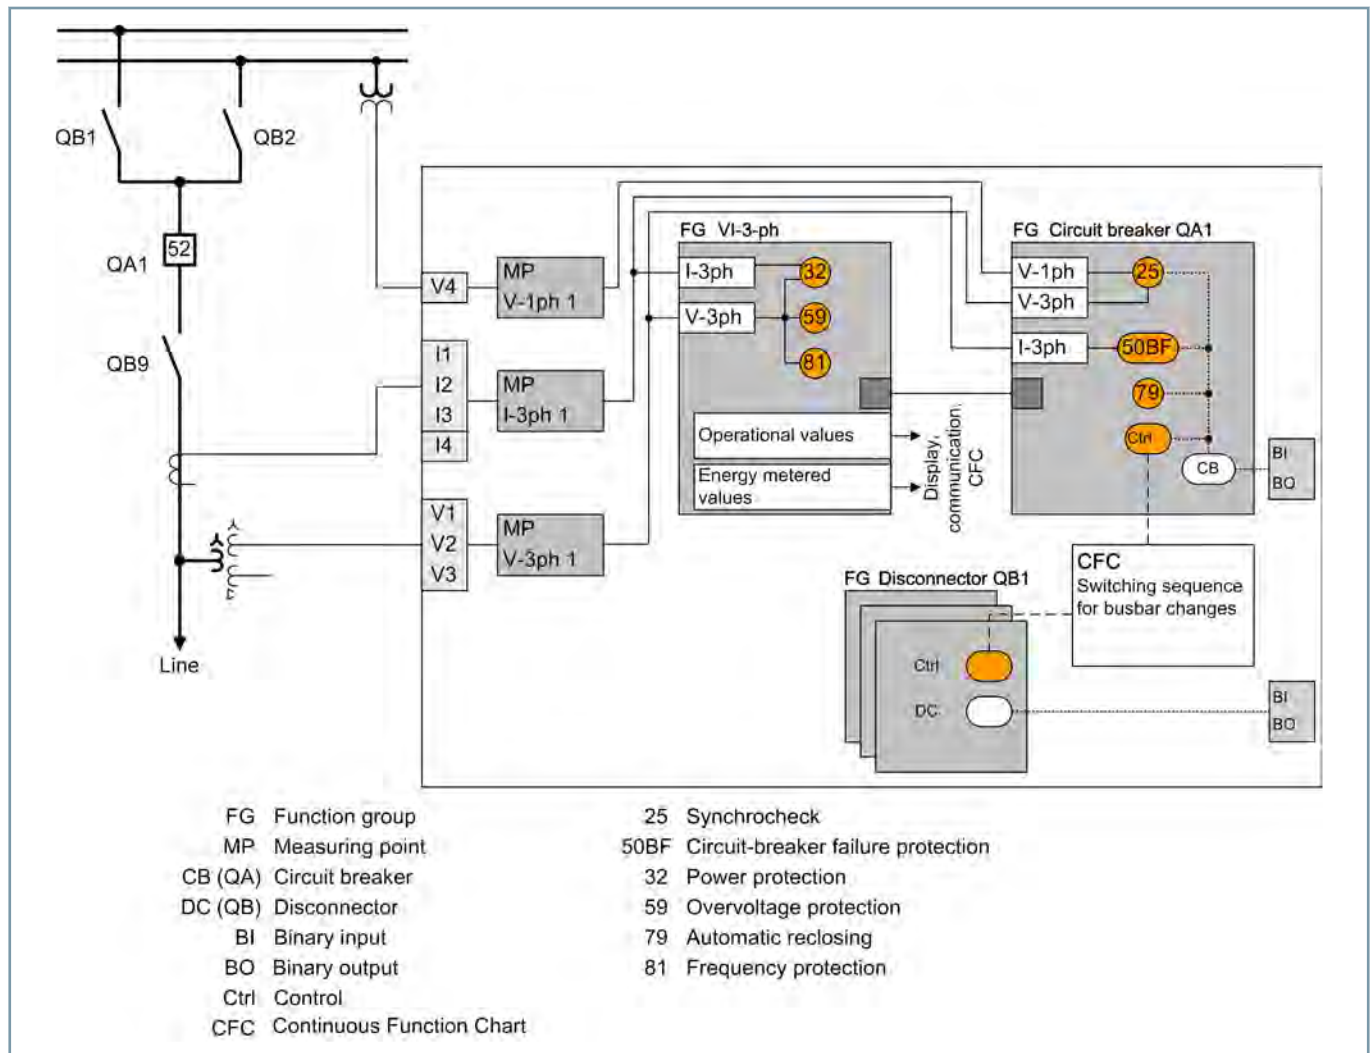 QB1
QB2
52
QA1
QB9
Line
V4
I1
I2
I3
I4
V1
V2
V3
MP
V-1ph 1
MP
I-3ph 1
MP
V-3ph 1
FG VI-3-ph
I-3ph
V-3ph
32
59
81
Operational values
Energy metered
values
Display,
communication
CFC
FG Circuit breaker QA1
V-1ph
V-3ph
I-3ph
25
50BF
79
Ctrl
CB
BI
BO
CFC
Switching sequence
for busbar changes
FG Disconnector QB1
Ctrl
DC
BI
BO
FG Function group
MP Measuring point
CB (QA) Circuit breaker
DC (QB) Disconnector
BI Binary input
BO Binary output
Ctrl Control
CFC Continuous Function Chart
25 Synchrocheck
50BF Circuit-breaker failure protection
32 Power protection
59 Overvoltage protection
79 Automatic reclosing
81 Frequency protection